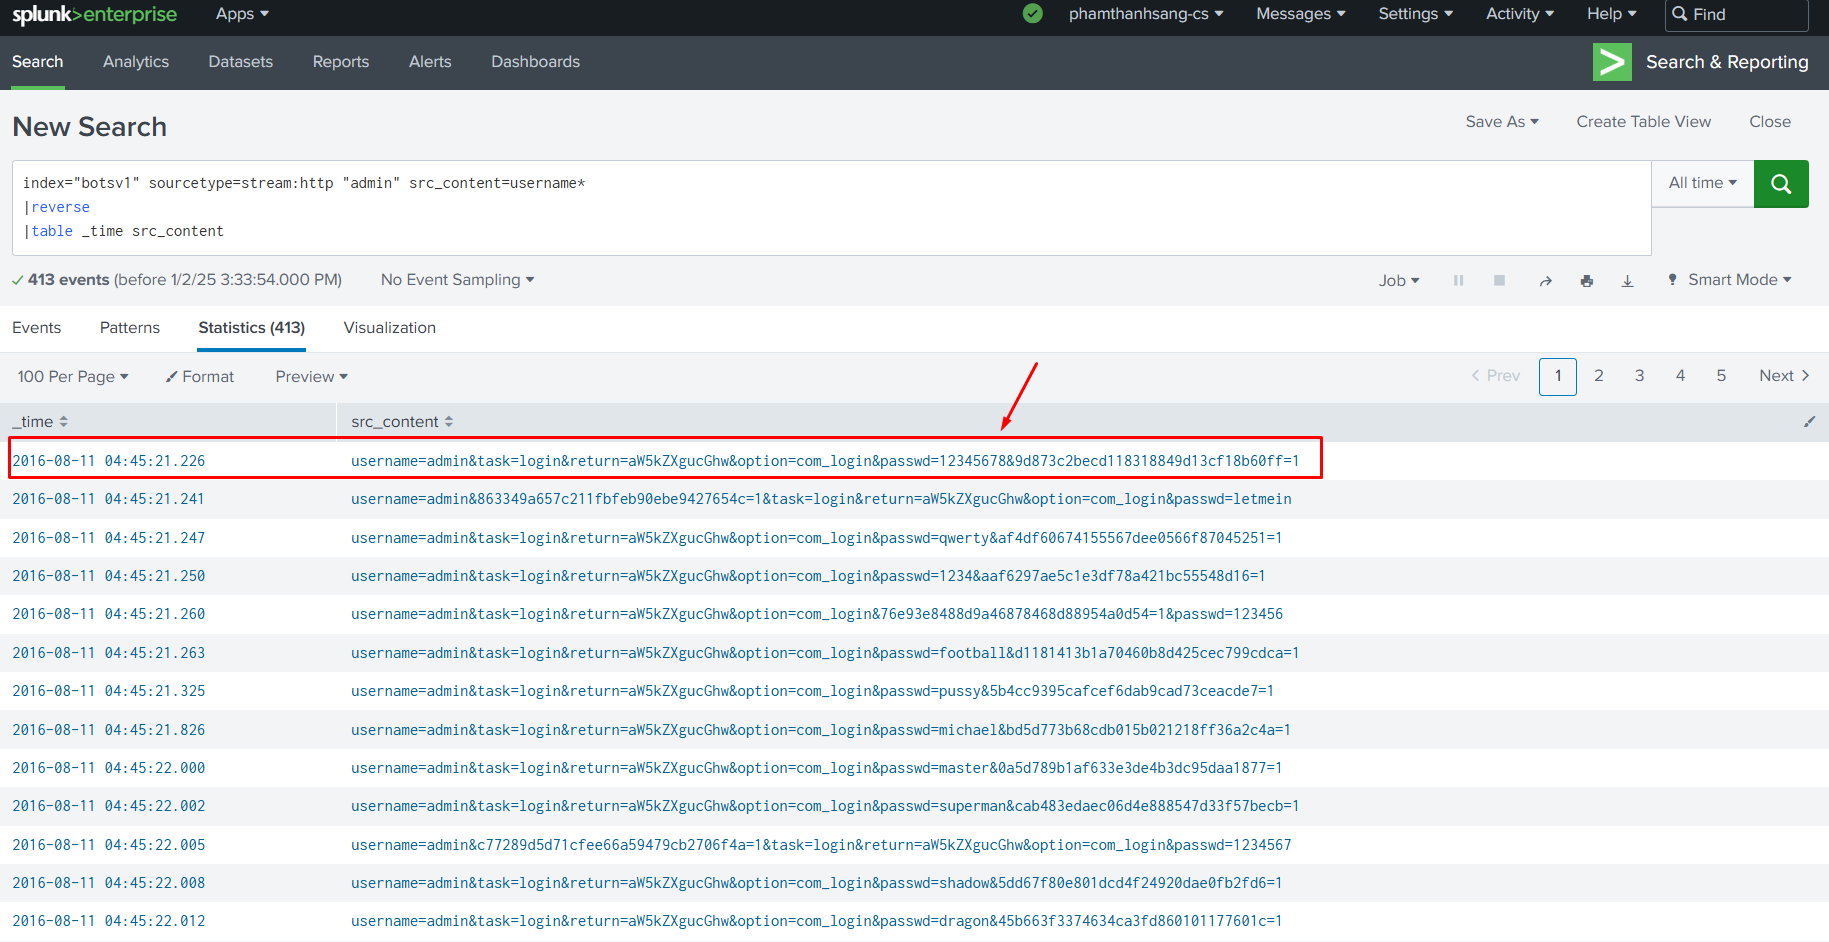 splunk>enterprise Apps phamthanhsang-cs Messages Settings Activity Help Find
Search Analytics Datasets Reports Alerts Dashboards Search & Reporting
New Search Save As Create Table View Close
index="botsv1" sourcetype=stream:http "admin" src_content=username* All time
|reverse
|table _time src_content
413 events (before 1/2/25 3:33:54.000 PM) No Event Sampling Job Smart Mode
Events Patterns Statistics (413) Visualization
100 Per Page Format Preview Prev 1 2 3 4 5 Next
_time src_content
2016-08-11 04:45:21.226 username=admin&task=login&return=aW5kZXgucGhw&option=com_login&passwd=12345678&9d873c2becd118318849d13cf18b60ff=1
2016-08-11 04:45:21.241 username=admin&863349a657c211fbfeb90ebe9427654c=1&task=login&return=aW5kZXgucGhw&option=com_login&passwd=letmein
2016-08-11 04:45:21.247 username=admin&task=login&return=aW5kZXgucGhw&option=com_login&passwd=qwerty&af4df60674155567dee0566f87045251=1
2016-08-11 04:45:21.250 username=admin&task=login&return=aW5kZXgucGhw&option=com_login&passwd=1234&aaf6297ae5c1e3df78a421bc55548d16=1
2016-08-11 04:45:21.260 username=admin&task=login&return=aW5kZXgucGhw&option=com_login&76e93e8488d9a46878468d88954a0d54=1&passwd=123456
2016-08-11 04:45:21.263 username=admin&task=login&return=aW5kZXgucGhw&option=com_login&passwd=football&d1181413b1a70460b8d425cec799cdca=1
2016-08-11 04:45:21.325 username=admin&task=login&return=aW5kZXgucGhw&option=com_login&passwd=pussy&5b4cc9395cafcef6dab9cad73ceacde7=1
2016-08-11 04:45:21.826 username=admin&task=login&return=aW5kZXgucGhw&option=com_login&passwd=michael&bd5d773b68cdb015b021218ff36a2c4a=1
2016-08-11 04:45:22.000 username=admin&task=login&return=aW5kZXgucGhw&option=com_login&passwd=master&0a5d789b1af633e3de4b3dc95daa1877=1
2016-08-11 04:45:22.002 username=admin&task=login&return=aW5kZXgucGhw&option=com_login&passwd=superman&cab483edaec06d4e888547d33f57becb=1
2016-08-11 04:45:22.005 username=admin&c77289d5d71cfee66a59479cb2706f4a=1&task=login&return=aW5kZXgucGhw&option=com_login&passwd=1234567
2016-08-11 04:45:22.008 username=admin&task=login&return=aW5kZXgucGhw&option=com_login&passwd=shadow&5dd67f80e801dcd4f24920dae0fb2fd6=1
2016-08-11 04:45:22.012 username=admin&task=login&return=aW5kZXgucGhw&option=com_login&passwd=dragon&45b663f3374634ca3fd860101177601c=1